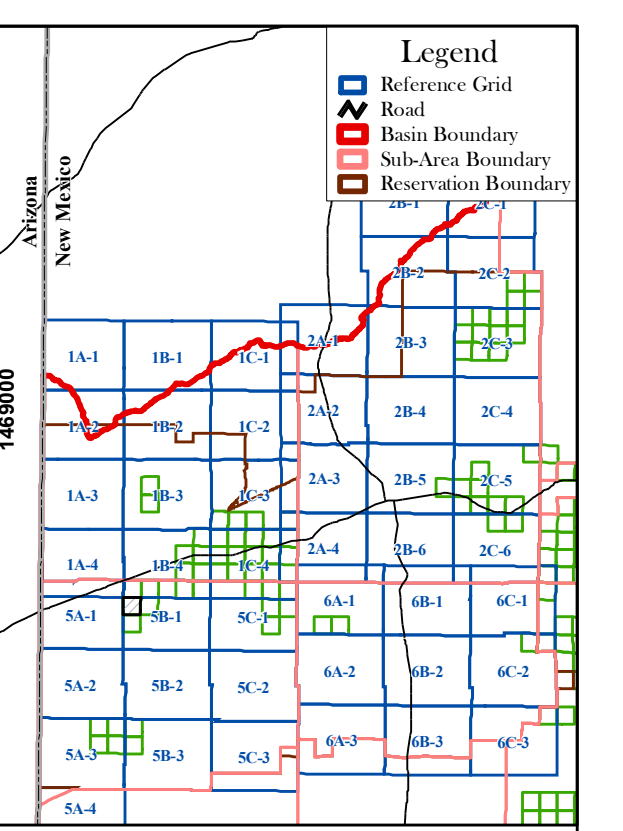 Legend
Reference Grid
Road
Basin Boundary
Sub-Area Boundary
Reservation Boundary
Arizona
New Mexico
1469000
2B-1 2C-1
2B-2 2C-2
1A-1 1B-1 1C-1 2A-1 2B-3 2C-3
1A-2 1B-2 1C-2 2A-2 2B-4 2C-4
1A-3 1B-3 1C-3 2A-3 2B-5 2C-5
1A-4 1B-4 1C-4 2A-4 2B-6 2C-6
5A-1 5B-1 5C-1 6A-1 6B-1 6C-1
5A-2 5B-2 5C-2 6A-2 6B-2 6C-2
5A-3 5B-3 5C-3 6A-3 6B-3 6C-3
5A-4